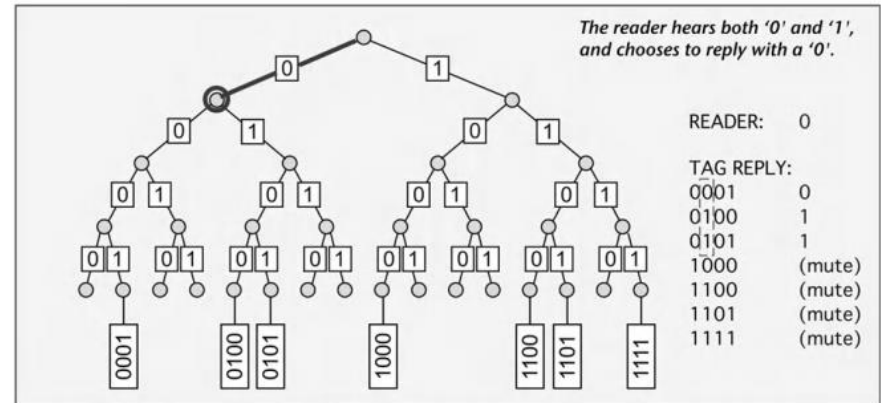 The reader hears both ‘0’ and ‘1’,
and chooses to reply with a ‘0’.
0 1
0 1 0 1
0 1 0 1 0 1 0 1
0 1 0 1 0 1 0 1 0 1 0 1 0 1 0 1
0001 0100 0101 1000 1100 1101 1111
READER: 0
TAG REPLY:
0001 0
0100 1
0101 1
1000 (mute)
1100 (mute)
1101 (mute)
1111 (mute)